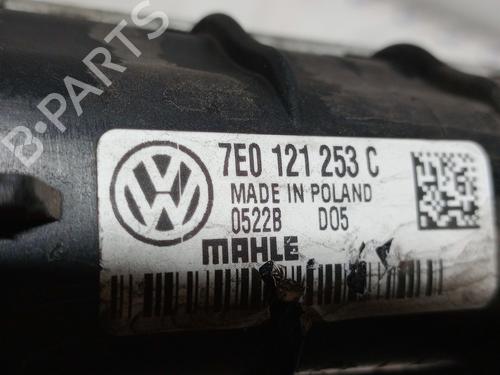 B-PARTS
7E0 121 253 C
MADE IN POLAND
0522B D05
MAHLE